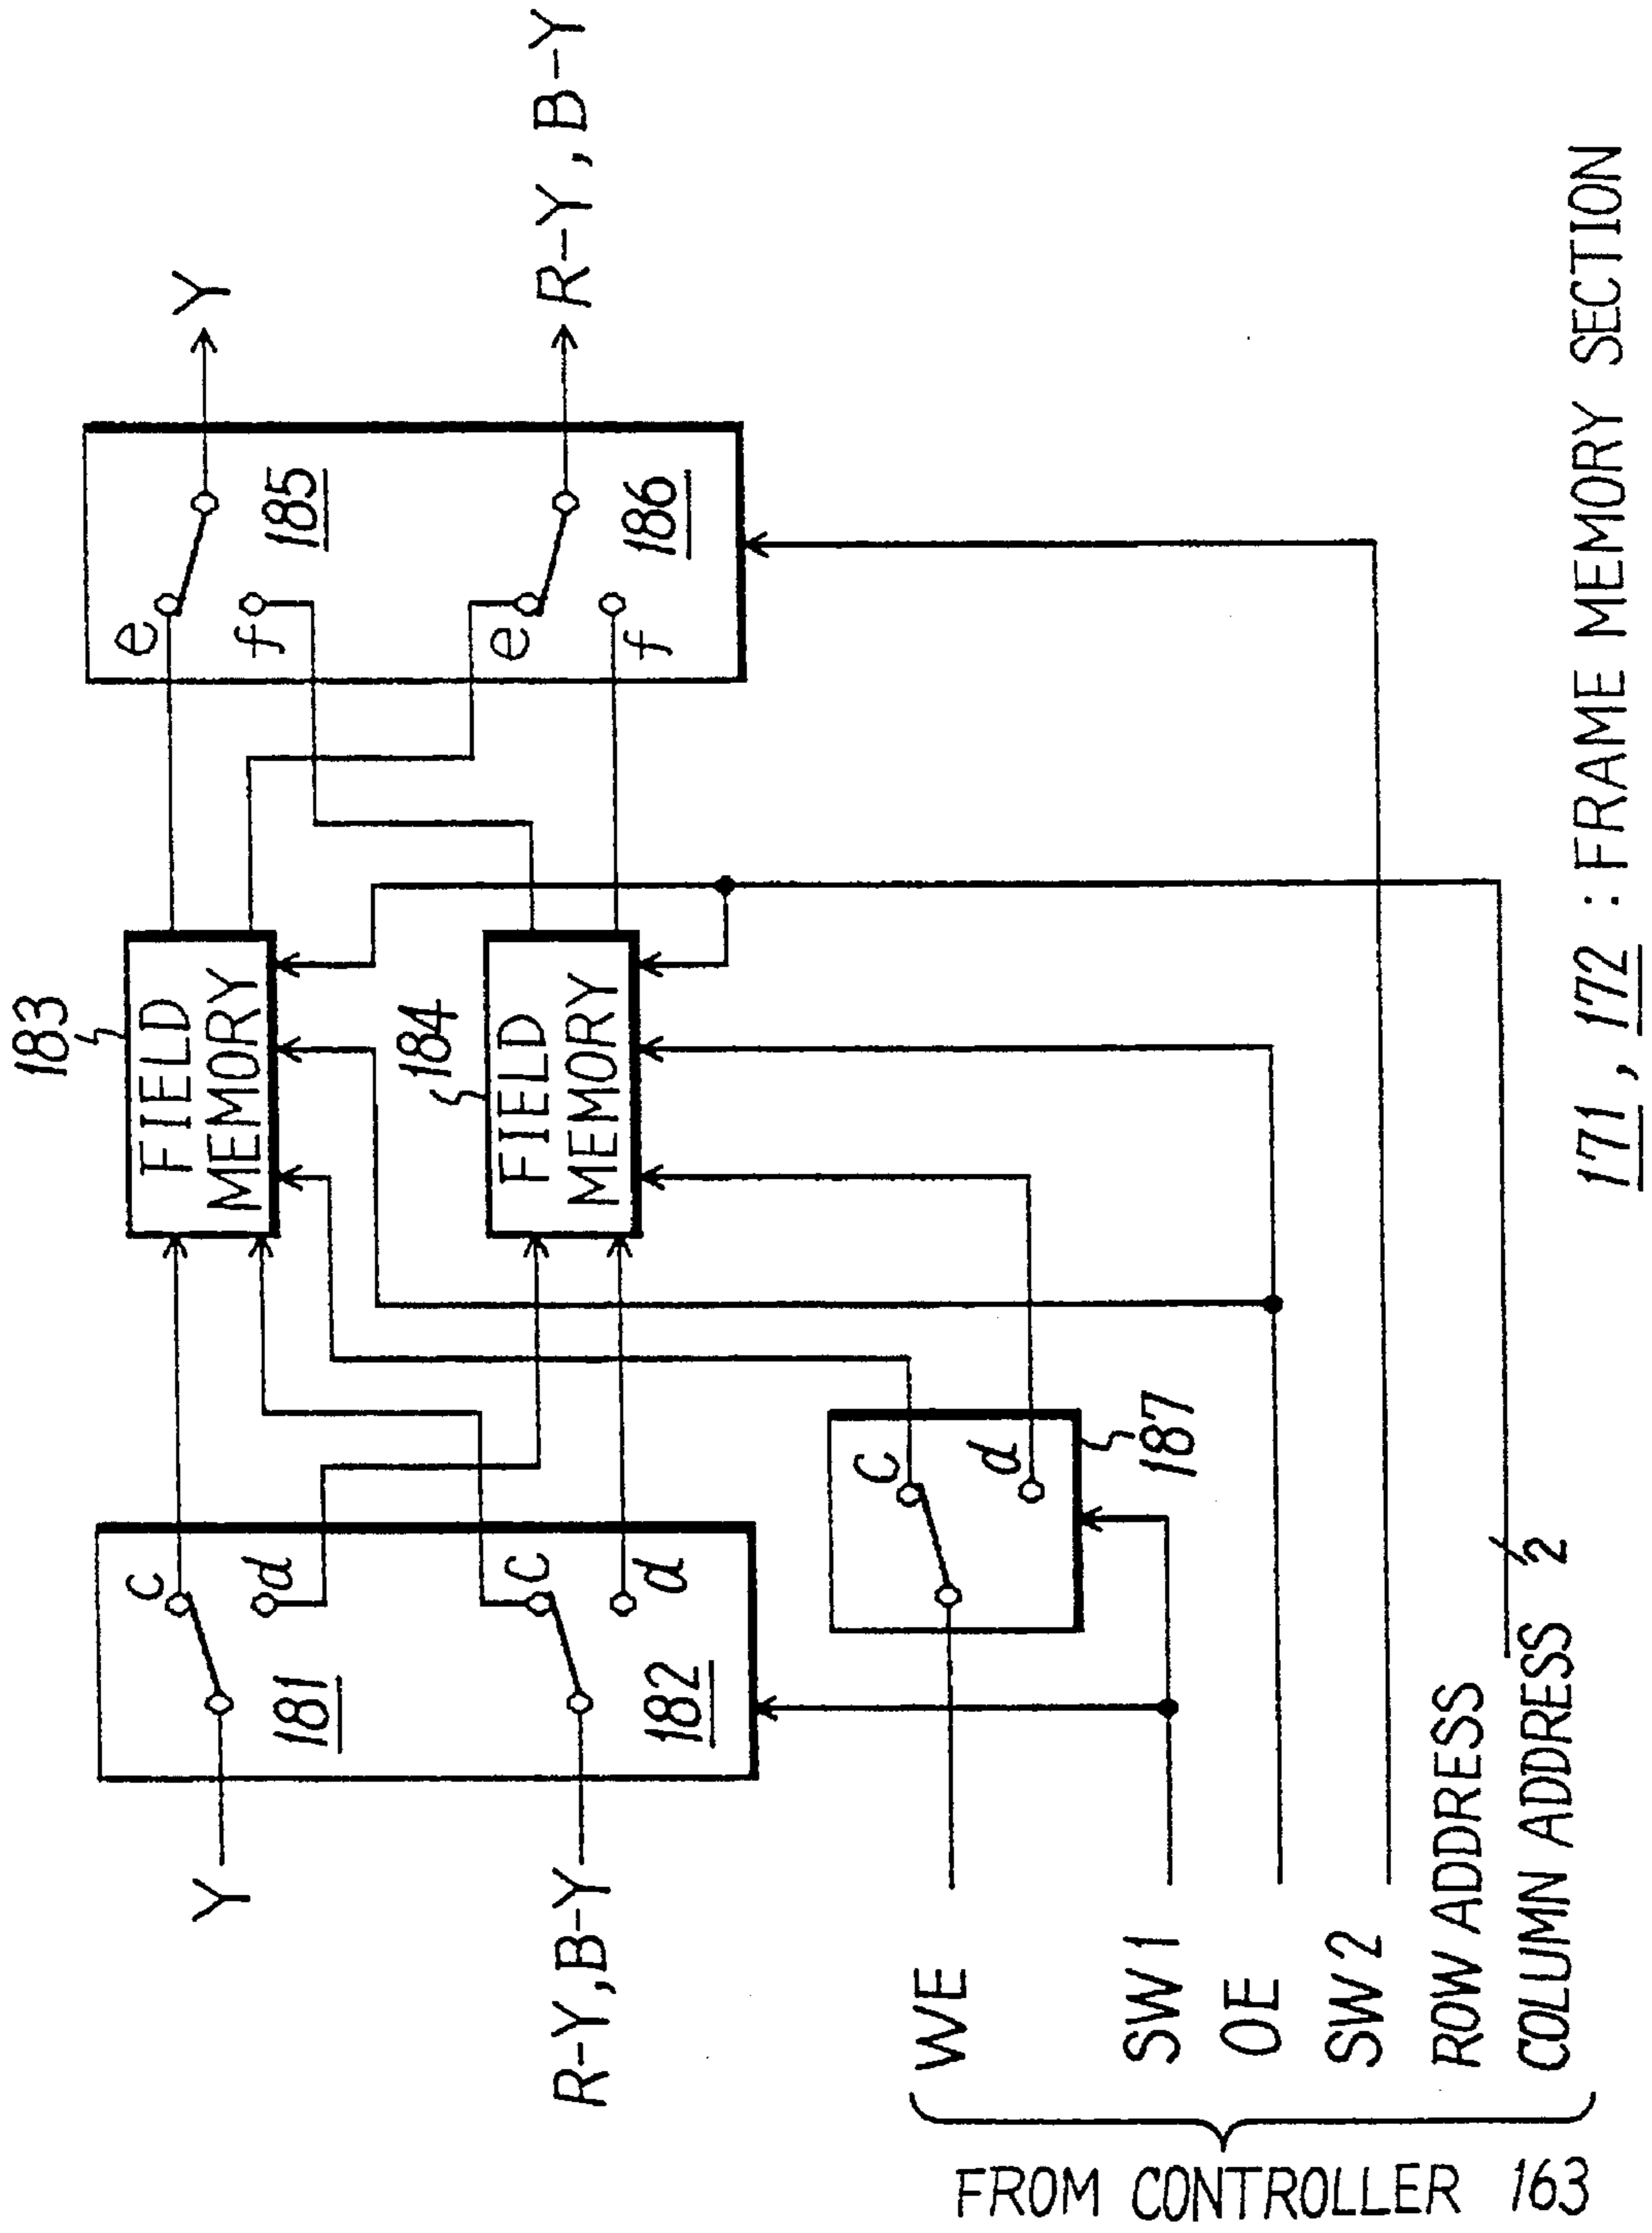 183
Y
c
d
181
R-Y,B-Y
c
d
182
FIELD
MEMORY
184
FIELD
MEMORY
e
f
185
Y
e
f
186
R-Y,B-Y
c
d
187
WE
SW1
OE
SW2
ROW ADDRESS
COLUMN ADDRESS 2
FROM CONTROLLER 163
171, 172 : FRAME MEMORY SECTION